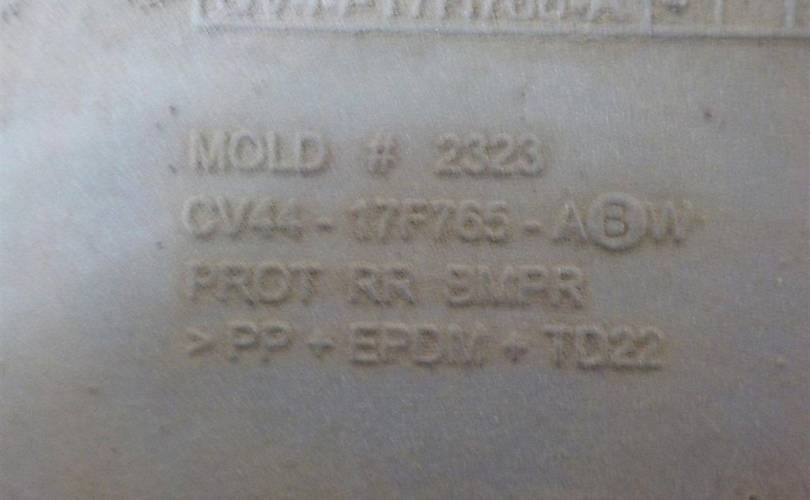 MOLD # 2323
CV44-17F765-AⒷW
PROT RR BMPR
>PP + EPDM + TD22